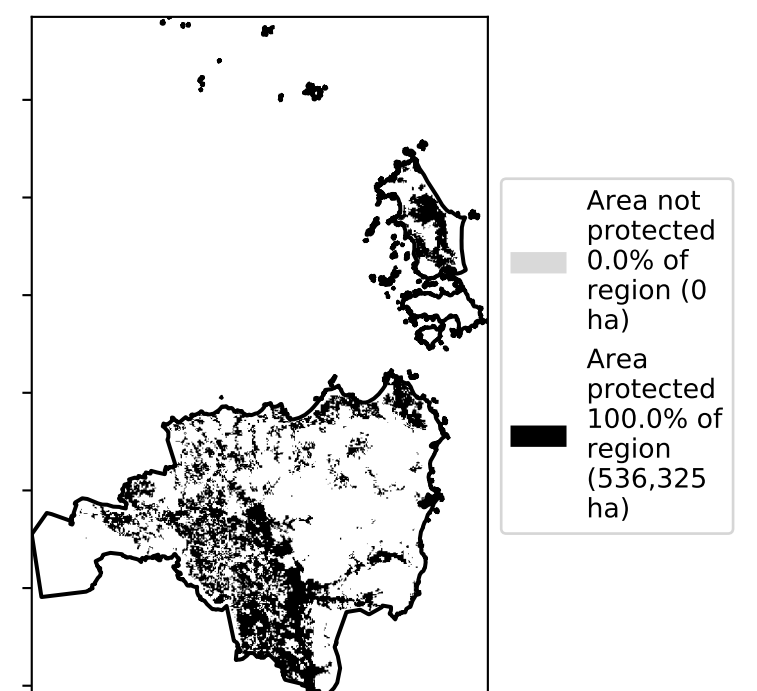 Area not
protected
0.0% of
region (0
ha)
Area
protected
100.0% of
region
(536,325
ha)